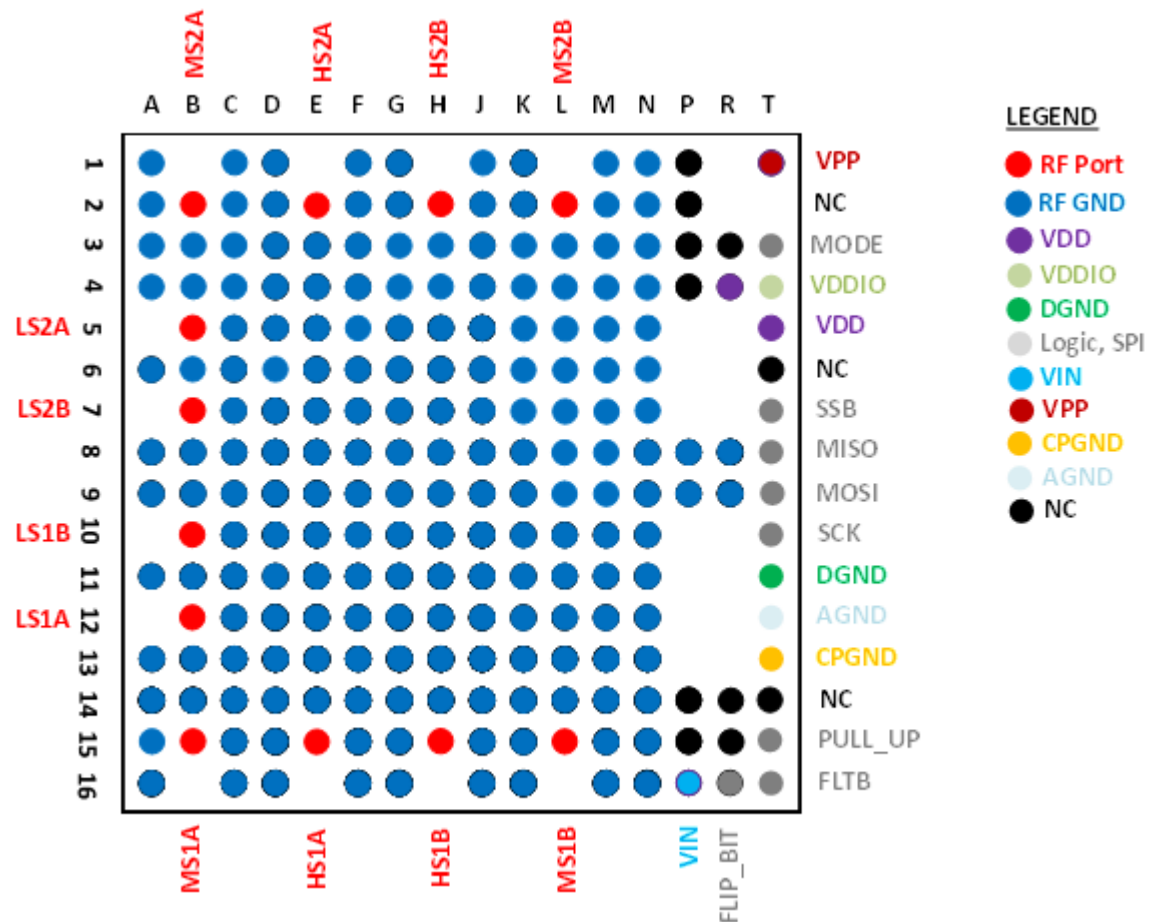 MS2A
HS2A
HS2B
MS2B
A B C D E F G H J K L M N P R T
LEGEND
1 VPP
RF Port
2 NC
RF GND
3 MODE
VDD
4 VDDIO
VDDIO
LS2A 5 VDD
DGND
6 NC
Logic, SPI
LS2B 7 SSB
VIN
8 MISO
VPP
9 MOSI
CPGND
LS1B 10 SCK
AGND
11 DGND
NC
LS1A 12 AGND
13 CPGND
14 NC
15 PULL_UP
16 FLTB
MS1A
HS1A
HS1B
MS1B
VIN
FLIP_BIT